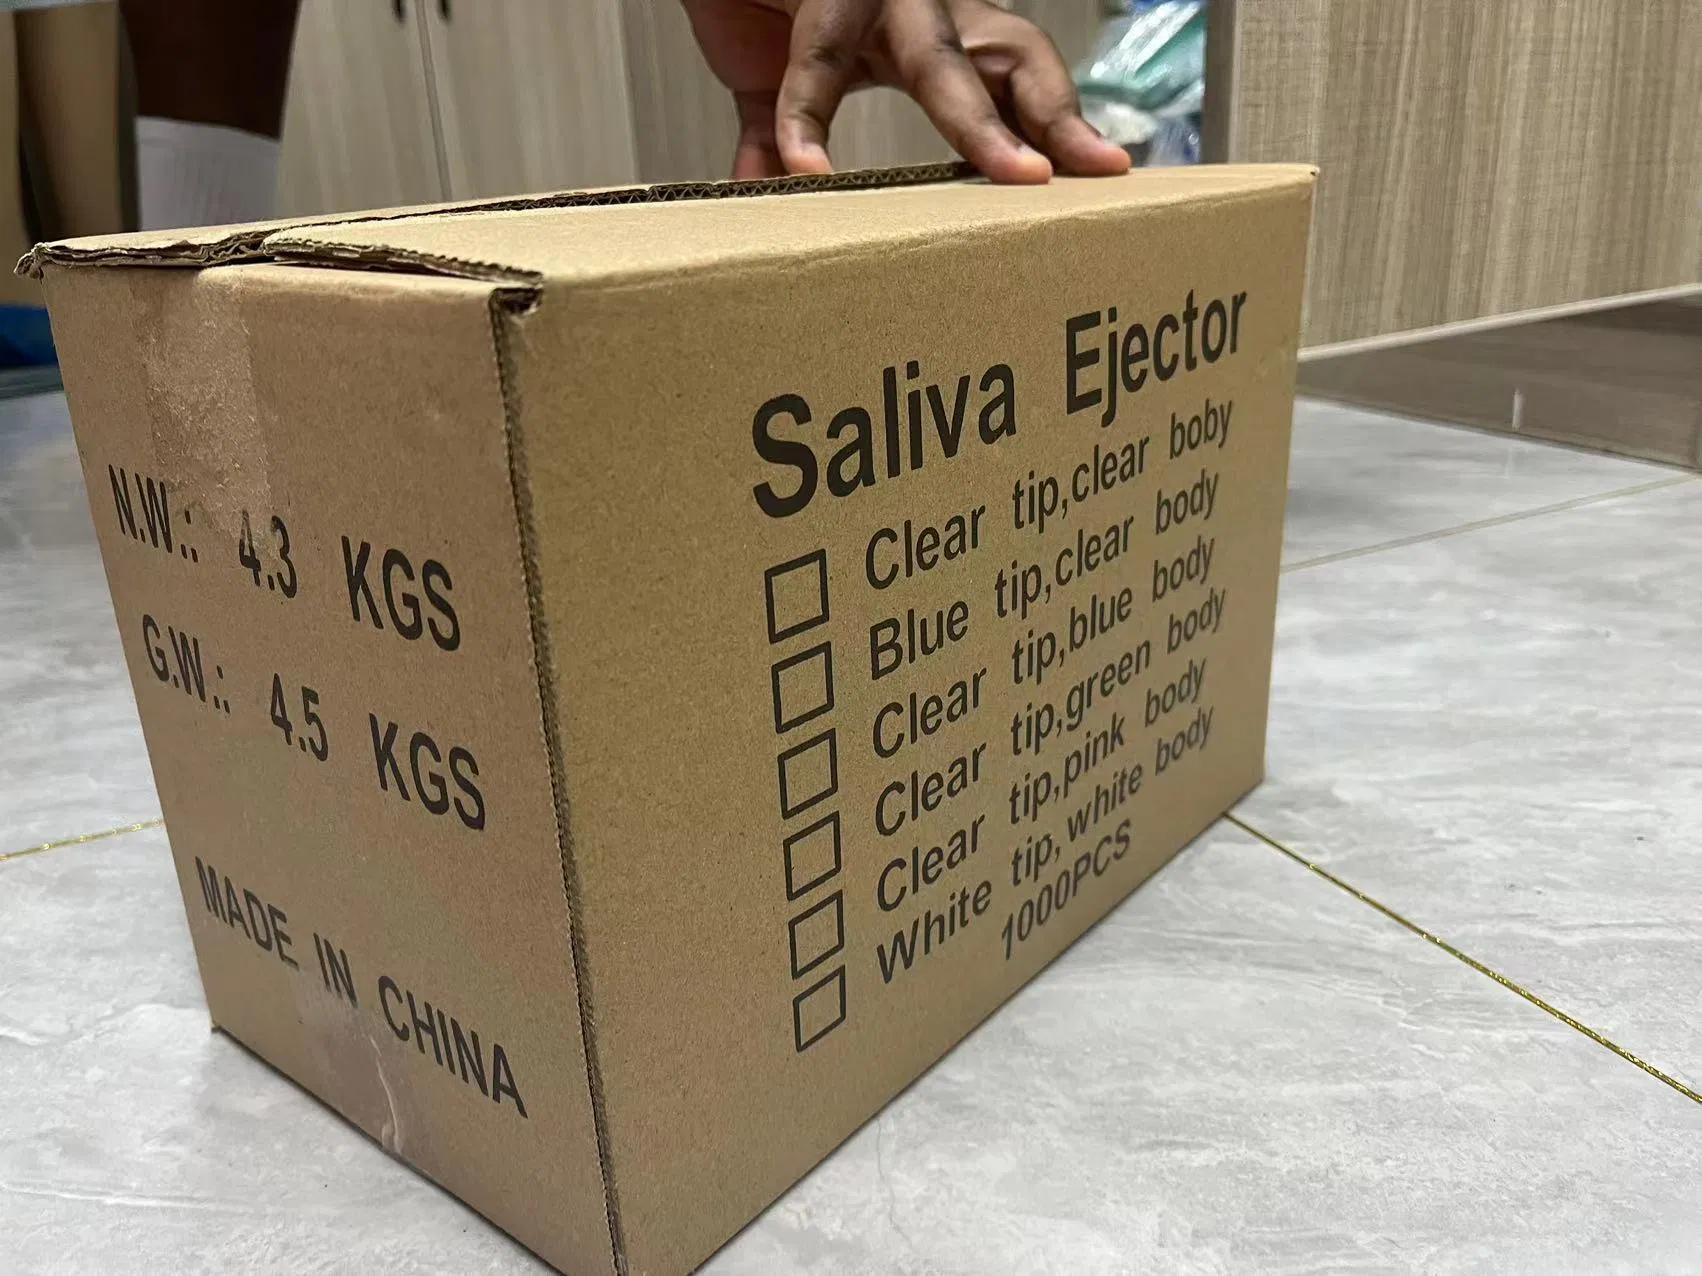 N.W.: 4.3 KGS
G.W.: 4.5 KGS
MADE IN CHINA
Saliva Ejector
Clear tip,clear boby
Blue tip,clear body
Clear tip,blue body
Clear tip,green body
Clear tip,pink body
White tip,white body
1000PCS